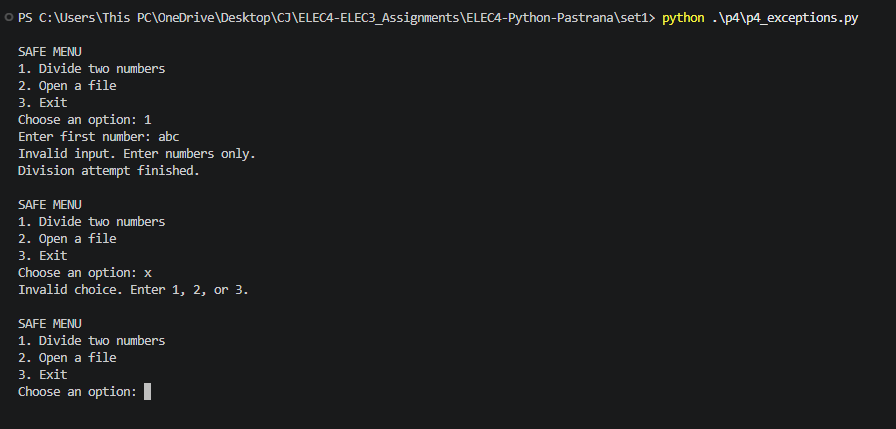 PS C:\Users\This PC\OneDrive\Desktop\CJ\ELEC4-ELEC3_Assignments\ELEC4-Python-Pastrana\set1> python .\p4\p4_exceptions.py
SAFE MENU
1. Divide two numbers
2. Open a file
3. Exit
Choose an option: 1
Enter first number: abc
Invalid input. Enter numbers only.
Division attempt finished.
SAFE MENU
1. Divide two numbers
2. Open a file
3. Exit
Choose an option: x
Invalid choice. Enter 1, 2, or 3.
SAFE MENU
1. Divide two numbers
2. Open a file
3. Exit
Choose an option: